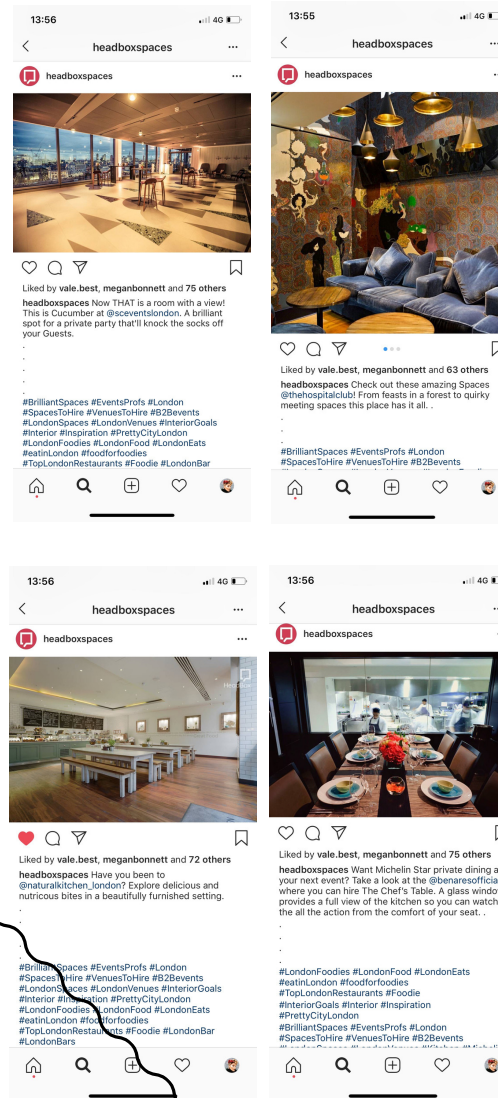 13:56
4G
headboxspaces
headboxspaces
Liked by vale.best, meganbonnett and 75 others
headboxspaces Now THAT is a room with a view!
This is Cucumber at @sceventslondon. A brilliant
spot for a private party that'll knock the socks off
your Guests.
.
.
.
.
#BrilliantSpaces #EventsProfs #London
#SpacesToHire #VenuesToHire #B2Bevents
#LondonSpaces #LondonVenues #InteriorGoals
#Interior #Inspiration #PrettyCityLondon
#LondonFoodies #LondonFood #LondonEats
#eatinLondon #foodforfoodies
#TopLondonRestaurants #Foodie #LondonBar
13:55
4G
headboxspaces
headboxspaces
Liked by vale.best, meganbonnett and 63 others
headboxspaces Check out these amazing Spaces
@thehospitalclub! From feasts in a forest to quirky
meeting spaces this place has it all. .
.
.
.
#BrilliantSpaces #EventsProfs #London
#SpacesToHire #VenuesToHire #B2Bevents
13:56
4G
headboxspaces
headboxspaces
HeadBox
Liked by vale.best, meganbonnett and 72 others
headboxspaces Have you been to
@naturalkitchen_london? Explore delicious and
nutricous bites in a beautifully furnished setting.
.
.
.
.
#BrilliantSpaces #EventsProfs #London
#SpacesToHire #VenuesToHire #B2Bevents
#LondonSpaces #LondonVenues #InteriorGoals
#Interior #Inspiration #PrettyCityLondon
#LondonFoodies #LondonFood #LondonEats
#eatinLondon #foodforfoodies
#TopLondonRestaurants #Foodie #LondonBar
#LondonBars
13:56
4G
headboxspaces
headboxspaces
Liked by vale.best, meganbonnett and 75 others
headboxspaces Want Michelin Star private dining a
your next event? Take a look at the @benaresofficia
where you can hire The Chef's Table. A glass windo
provides a full view of the kitchen so you can watch
the all the action from the comfort of your seat. .
.
.
.
.
#LondonFoodies #LondonFood #LondonEats
#eatinLondon #foodforfoodies
#TopLondonRestaurants #Foodie
#InteriorGoals #Interior #Inspiration
#PrettyCityLondon
#BrilliantSpaces #EventsProfs #London
#SpacesToHire #VenuesToHire #B2Bevents